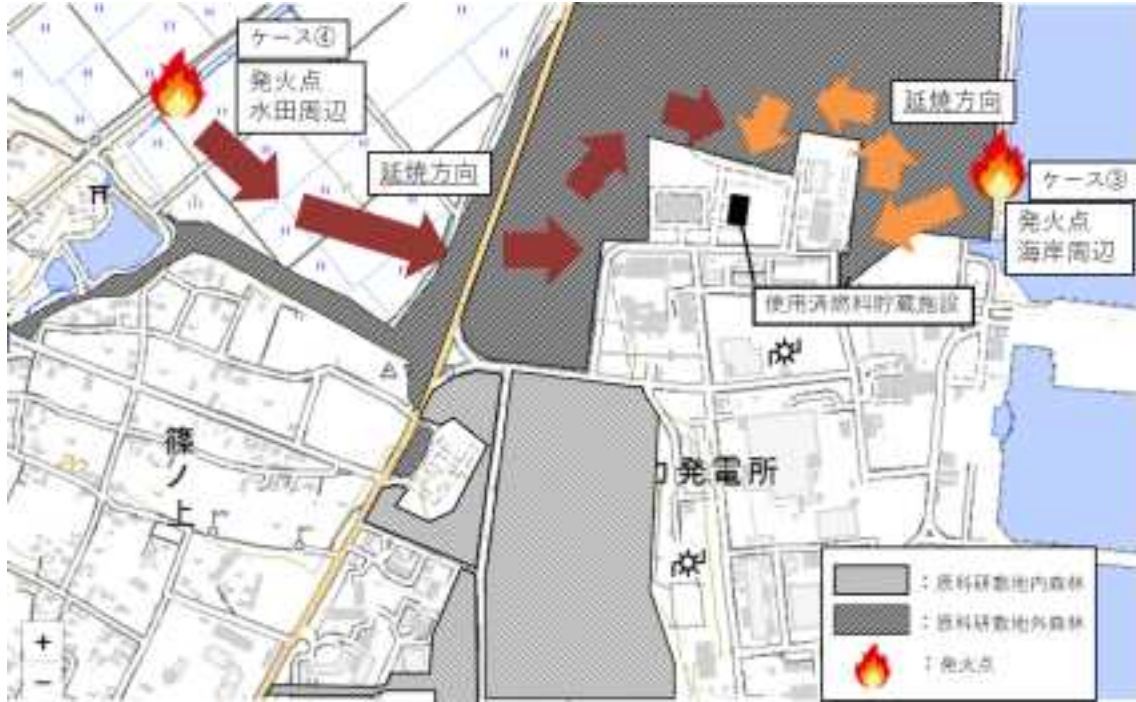 ケース④
発火点
水田周辺
延焼方向
延焼方向
ケース③
発火点
海岸周辺
使用済燃料貯蔵施設
篠ノ上
力発電所
：原科研敷地内森林
：原科研敷地外森林
：発火点
+
−